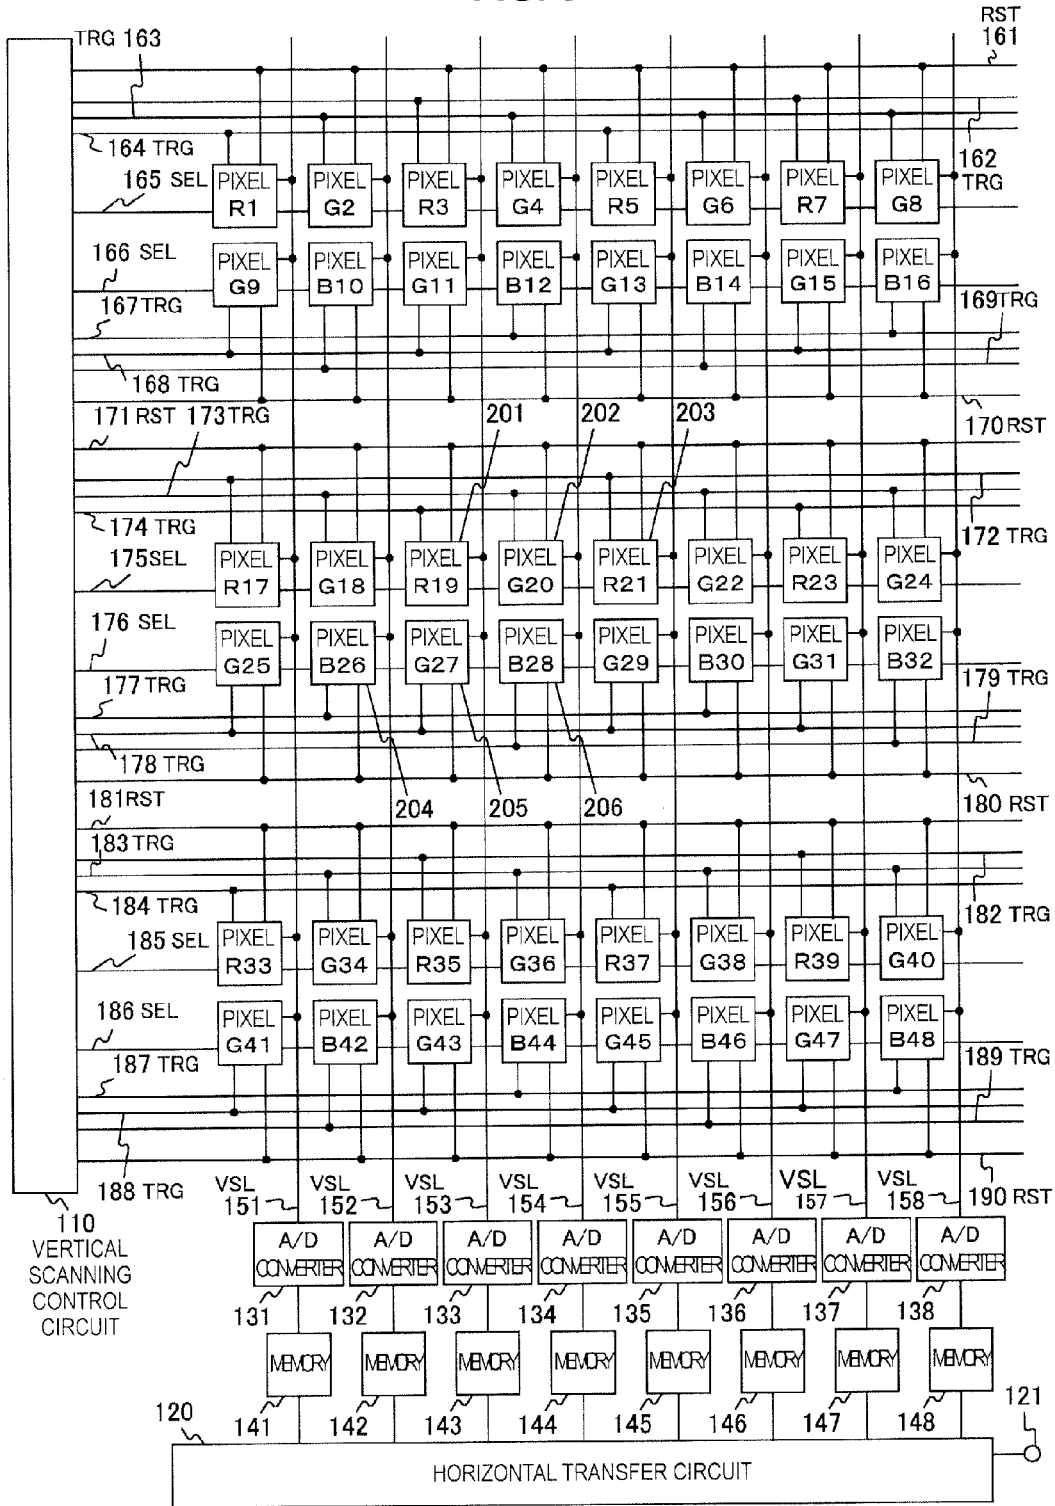 RST
TRG 163
161
164 TRG
162
TRG
165 SEL
PIXEL R1
PIXEL G2
PIXEL R3
PIXEL G4
PIXEL R5
PIXEL G6
PIXEL R7
PIXEL G8
166 SEL
PIXEL G9
PIXEL B10
PIXEL G11
PIXEL B12
PIXEL G13
PIXEL B14
PIXEL G15
PIXEL B16
167 TRG
169 TRG
168 TRG
171 RST 173 TRG
201
202
203
170 RST
174 TRG
172 TRG
175 SEL
PIXEL R17
PIXEL G18
PIXEL R19
PIXEL G20
PIXEL R21
PIXEL G22
PIXEL R23
PIXEL G24
176 SEL
PIXEL G25
PIXEL B26
PIXEL G27
PIXEL B28
PIXEL G29
PIXEL B30
PIXEL G31
PIXEL B32
177 TRG
179 TRG
178 TRG
181 RST
204
205
206
180 RST
183 TRG
184 TRG
182 TRG
185 SEL
PIXEL R33
PIXEL G34
PIXEL R35
PIXEL G36
PIXEL R37
PIXEL G38
PIXEL R39
PIXEL G40
186 SEL
PIXEL G41
PIXEL B42
PIXEL G43
PIXEL B44
PIXEL G45
PIXEL B46
PIXEL G47
PIXEL B48
187 TRG
189 TRG
188 TRG
VSL 151
VSL 152
VSL 153
VSL 154
VSL 155
VSL 156
VSL 157
VSL 158
190 RST
110
VERTICAL
SCANNING
CONTROL
CIRCUIT
A/D CONVERTER
A/D CONVERTER
A/D CONVERTER
A/D CONVERTER
A/D CONVERTER
A/D CONVERTER
A/D CONVERTER
A/D CONVERTER
131
132
133
134
135
136
137
138
MEMORY
MEMORY
MEMORY
MEMORY
MEMORY
MEMORY
MEMORY
MEMORY
120
141
142
143
144
145
146
147
148
121
HORIZONTAL TRANSFER CIRCUIT